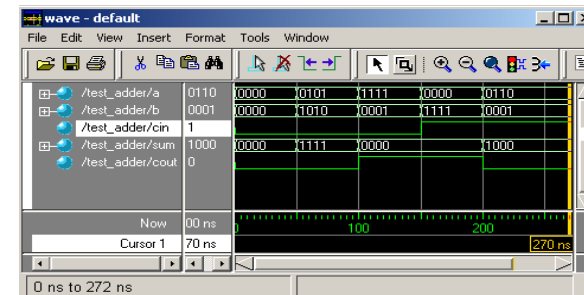 wave - default
File Edit View Insert Format Tools Window
/test_adder/a 0110 0000 0101 1111 0000 0110
/test_adder/b 0001 0000 1010 0001 1111 0001
/test_adder/cin 1
/test_adder/sum 1000 0000 1111 0000 1000
/test_adder/cout 0
Now 00 ns 100 200
Cursor 1 70 ns 270 ns
0 ns to 272 ns